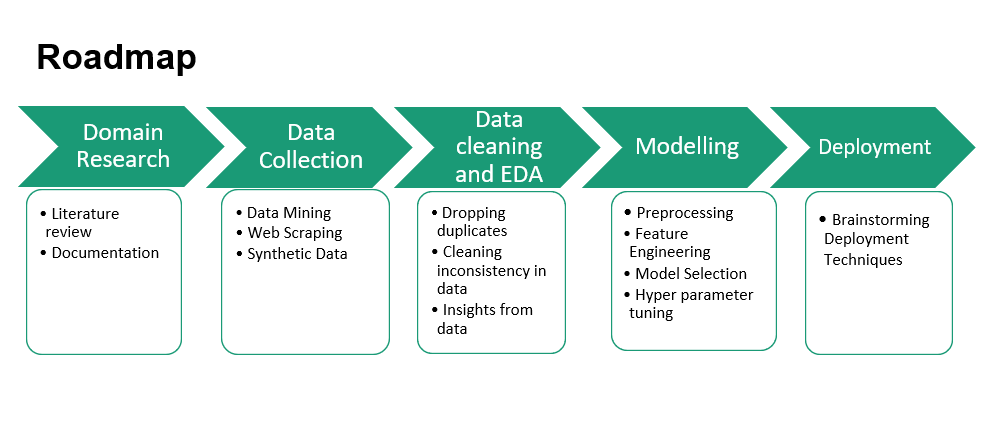 Roadmap
Domain
Research
• Literature
review
• Documentation
Data
Collection
• Data Mining
• Web Scraping
• Synthetic Data
Data
cleaning
and EDA
• Dropping
duplicates
• Cleaning
inconsistency in
data
• Insights from
data
Modelling
• Preprocessing
• Feature
Engineering
• Model Selection
• Hyper parameter
tuning
Deployment
• Brainstorming
Deployment
Techniques